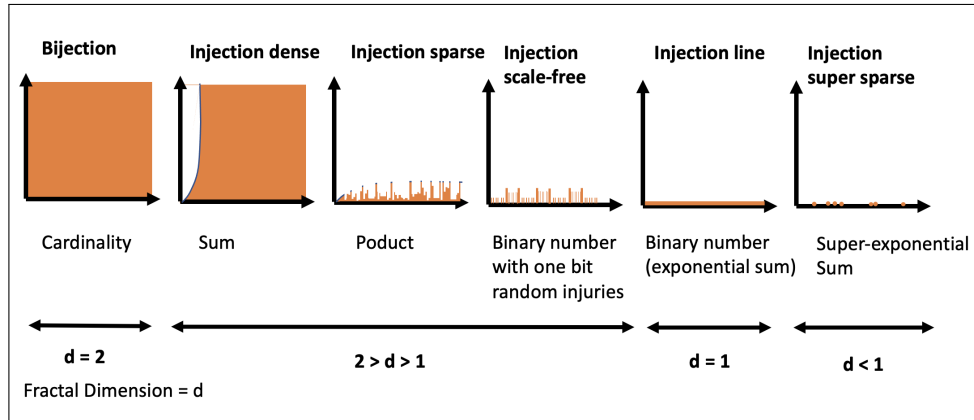 Bijection
Injection dense
Injection sparse
Injection
scale-free
Injection line
Injection
super sparse
Cardinality
Sum
Poduct
Binary number
with one bit
random injuries
Binary number
(exponential sum)
Super-exponential
Sum
d = 2
2 > d > 1
d = 1
d < 1
Fractal Dimension = d